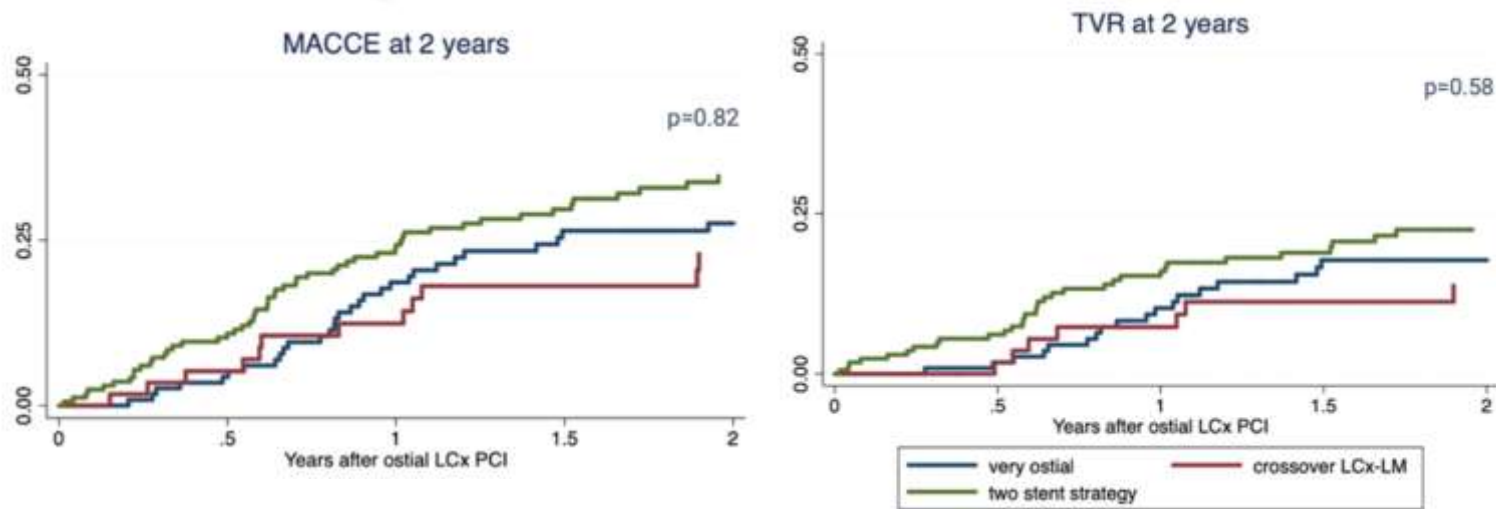 MACCE at 2 years
0.50
p=0.82
0.25
0.00
0 .5 1 1.5 2
Years after ostial LCx PCI
TVR at 2 years
0.50
p=0.58
0.25
0.00
0 .5 1 1.5 2
Years after ostial LCx PCI
very ostial crossover LCx-LM
two stent strategy